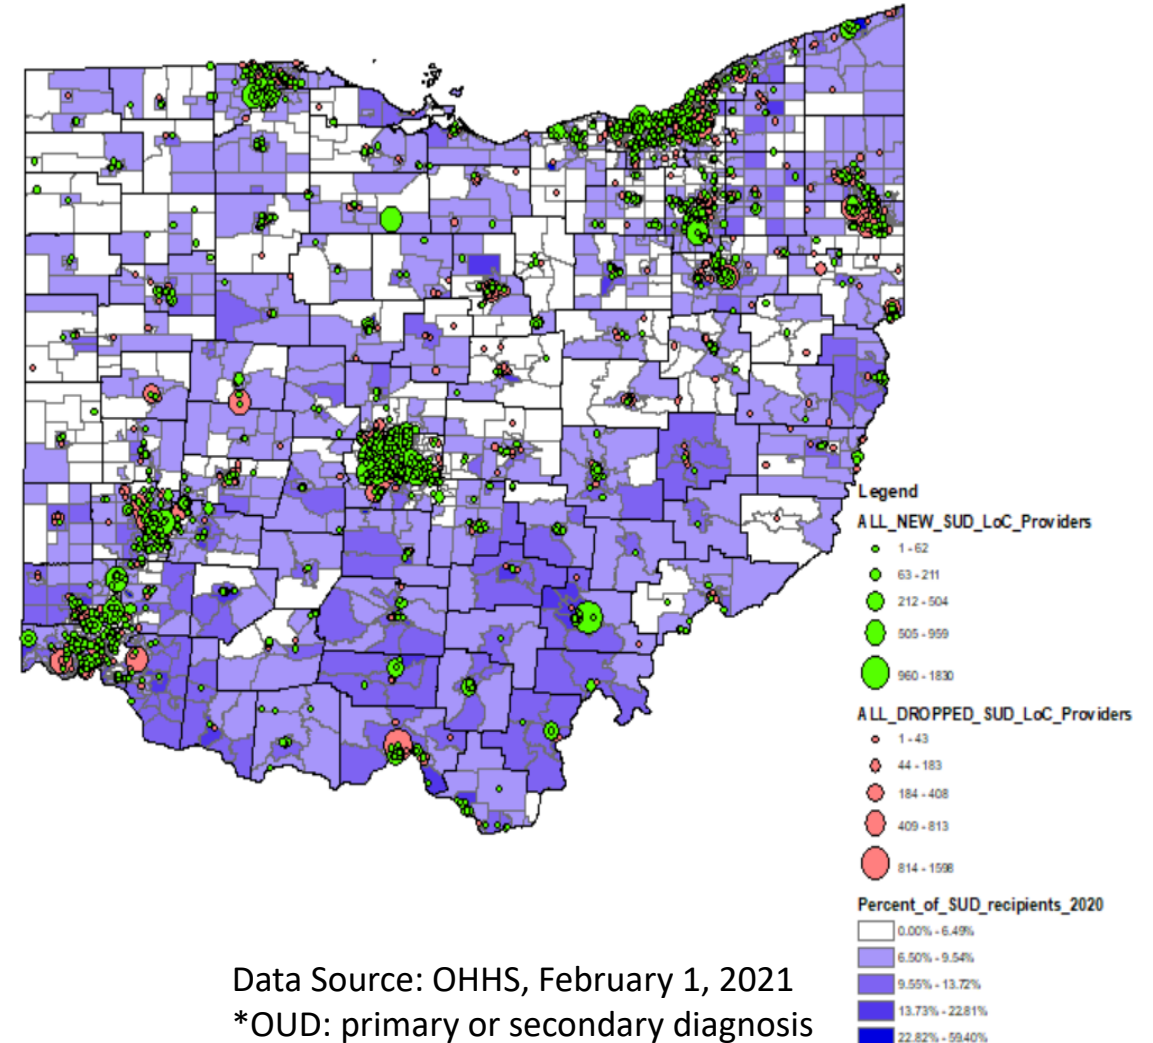 Legend
ALL_NEW_SUD_LoC_Providers
1 - 62
63 - 211
212 - 504
505 - 959
960 - 1830
ALL_DROPPED_SUD_LoC_Providers
1 - 43
44 - 183
184 - 408
409 - 813
814 - 1598
Percent_of_SUD_recipients_2020
0.00% - 6.49%
6.50% - 9.54%
9.55% - 13.72%
13.73% - 22.81%
22.82% - 59.40%
Data Source: OHHS, February 1, 2021
*OUD: primary or secondary diagnosis